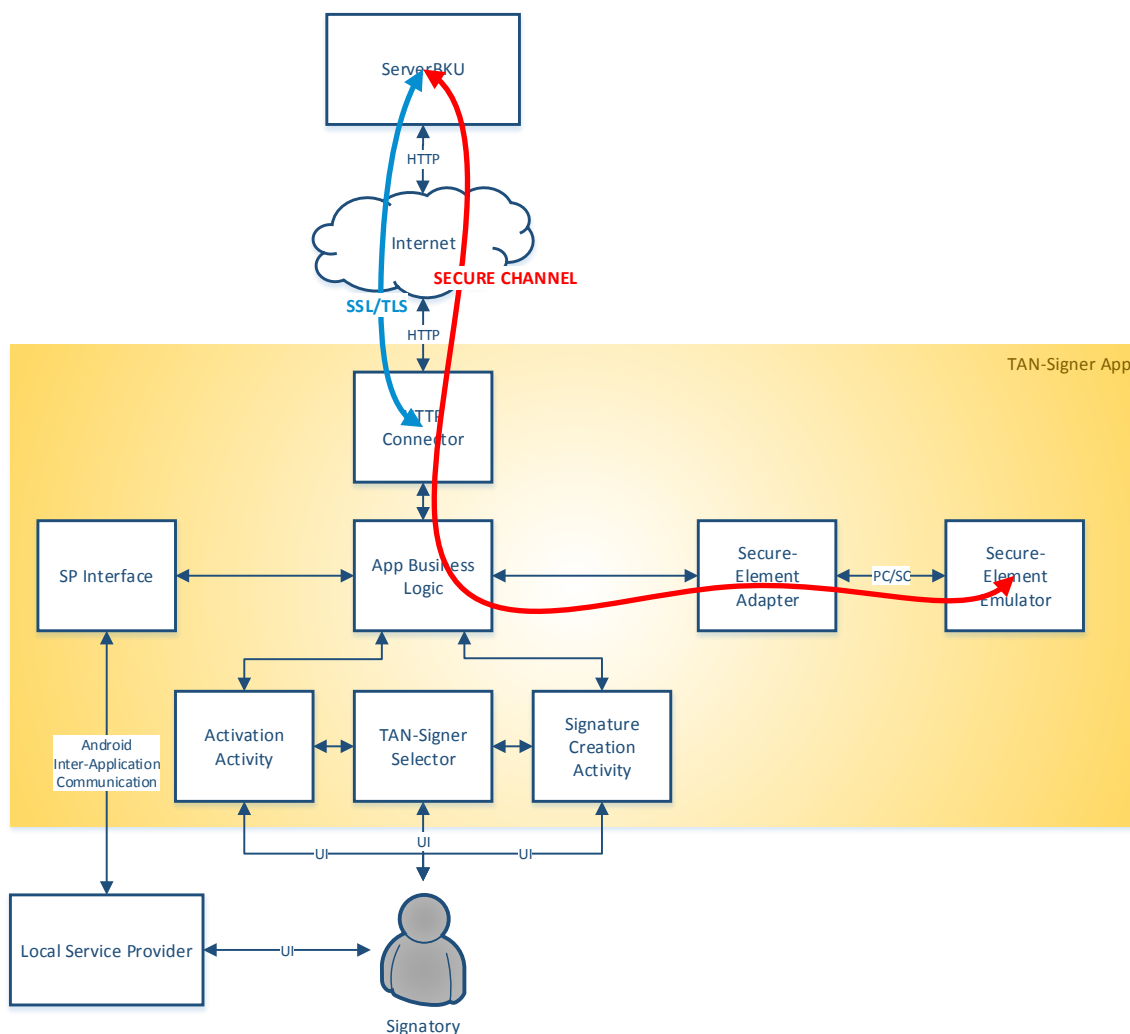 ServerBKU
HTTP
Internet
SECURE CHANNEL
SSL/TLS
HTTP
TAN-Signer App
HTTP
Connector
SP Interface
App Business
Logic
Secure-
Element
Adapter
PC/SC
Secure-
Element
Emulator
Activation
Activity
TAN-Signer
Selector
Signature
Creation
Activity
Android
Inter-Application
Communication
UI
UI
UI
Local Service Provider
UI
Signatory